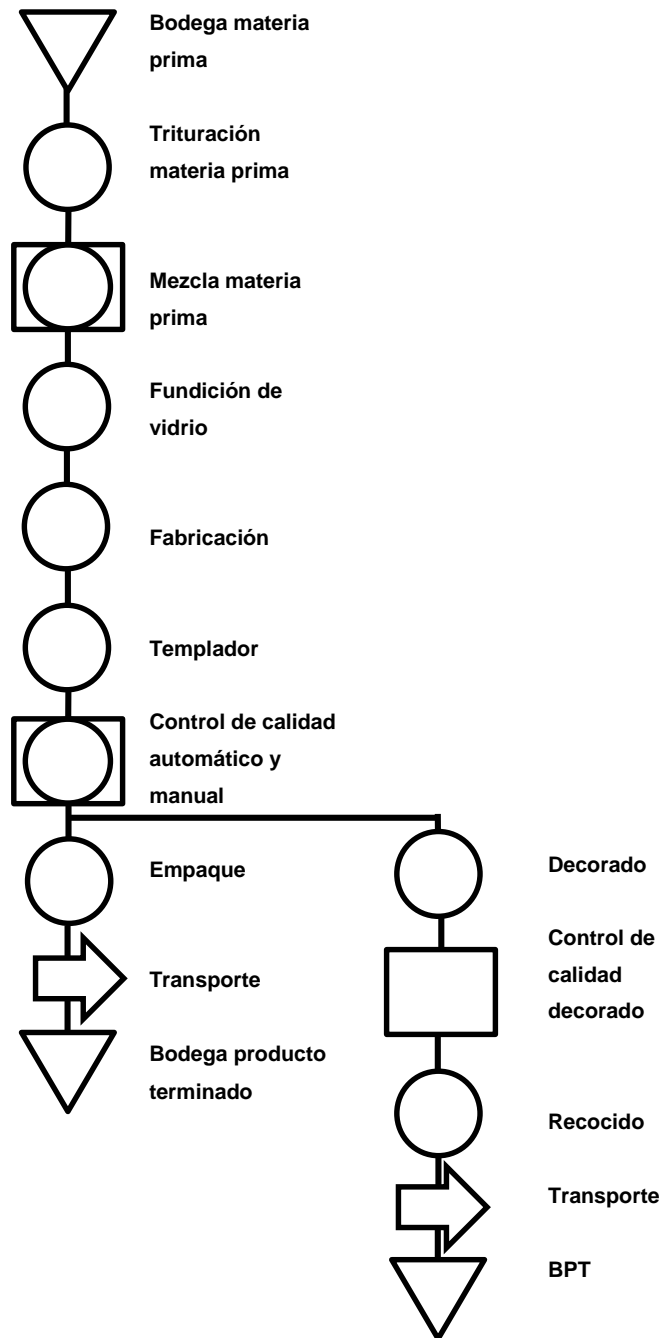 Bodega materia
prima
Trituración
materia prima
Mezcla materia
prima
Fundición de
vidrio
Fabricación
Templador
Control de calidad
automático y
manual
Empaque
Transporte
Bodega producto
terminado
Decorado
Control de
calidad
decorado
Recocido
Transporte
BPT